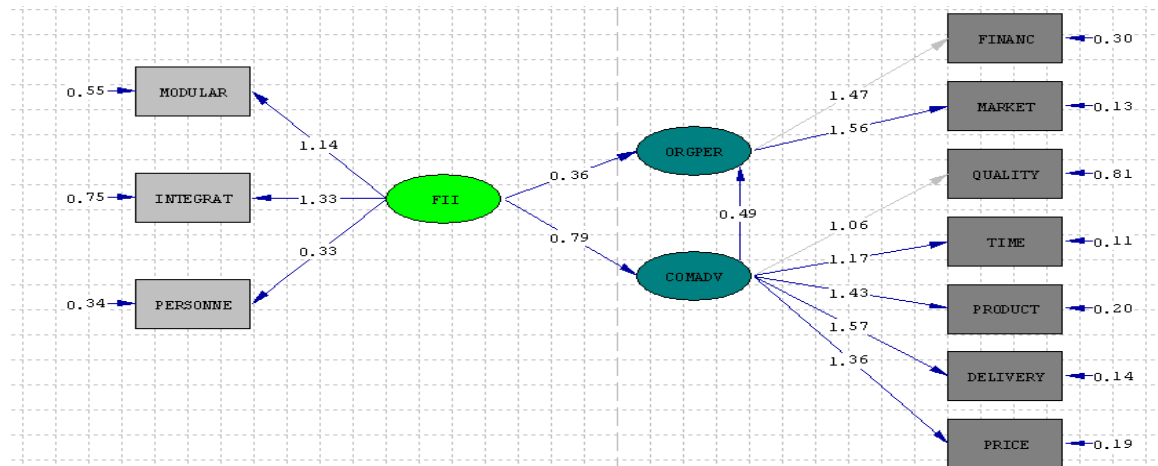 FINANC
0.30
0.55
MODULAR
1.47
MARKET
0.13
1.56
1.14
ORGPER
QUALITY
0.81
0.36
0.75
INTEGRAT
1.33
FII
0.49
1.06
TIME
0.11
0.79
0.33
1.17
COMADV
1.43
0.34
PERSONNE
PRODUCT
0.20
1.57
1.36
DELIVERY
0.14
PRICE
0.19